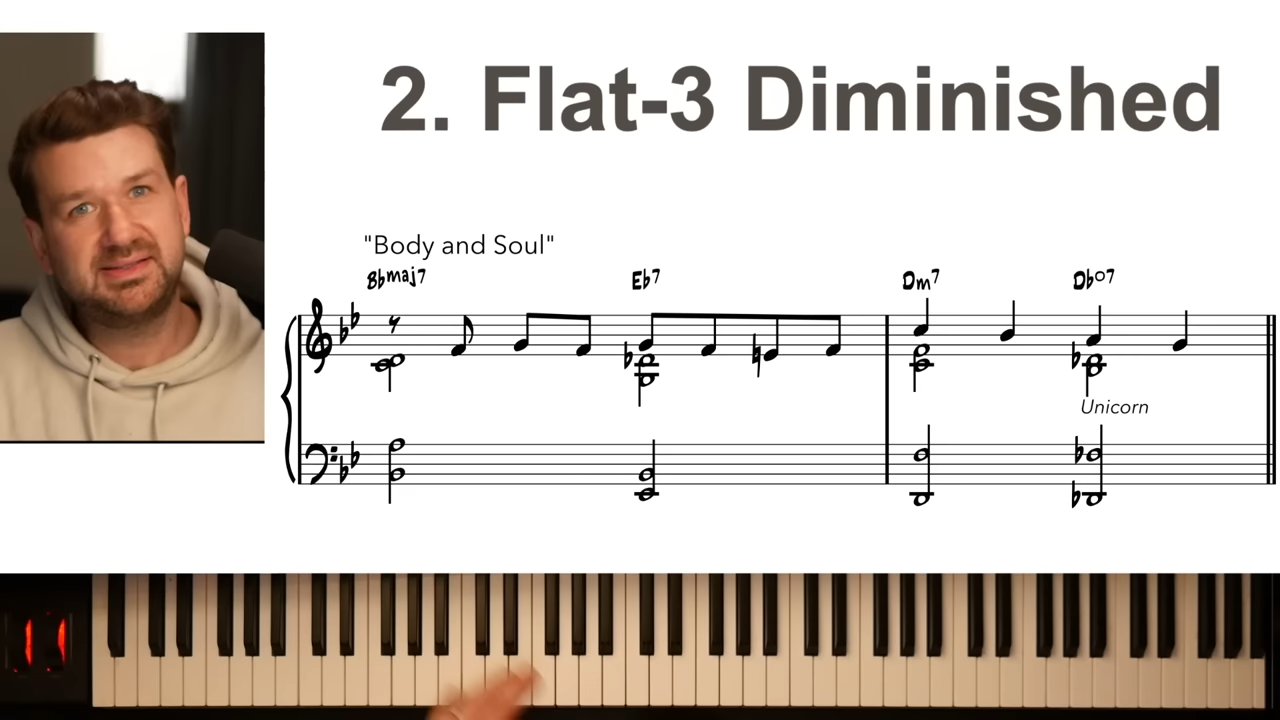 2. Flat-3 Diminished
"Body and Soul"
Bbmaj7 Eb7 Dm7 Dbo7
Unicorn